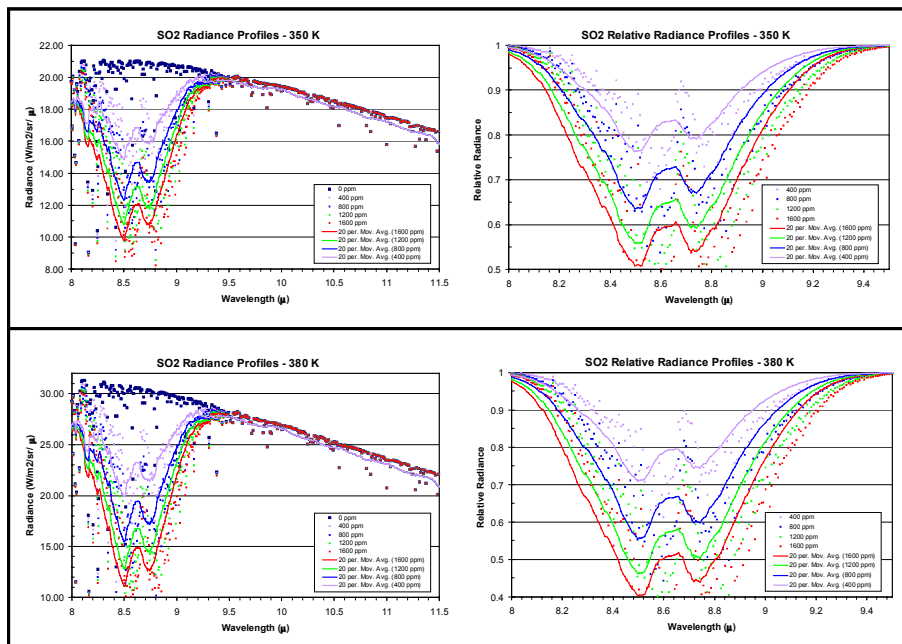 SO2 Radiance Profiles - 350 K
22.00
20.00
18.00
16.00
14.00
12.00
10.00
8.00
Radiance (W/m2/sr/ μ)
8 8.5 9 9.5 10 10.5 11 11.5
Wavelength (μ)
0 ppm
400 ppm
800 ppm
1200 ppm
1600 ppm
20 per. Mov. Avg. (1600 ppm)
20 per. Mov. Avg. (1200 ppm)
20 per. Mov. Avg. (800 ppm)
20 per. Mov. Avg. (400 ppm)
SO2 Relative Radiance Profiles - 350 K
1
0.9
0.8
0.7
0.6
0.5
Relative Radiance
8 8.2 8.4 8.6 8.8 9 9.2 9.4
Wavelength (μ)
400 ppm
800 ppm
1200 ppm
1600 ppm
20 per. Mov. Avg. (1600 ppm)
20 per. Mov. Avg. (1200 ppm)
20 per. Mov. Avg. (800 ppm)
20 per. Mov. Avg. (400 ppm)
SO2 Radiance Profiles - 380 K
30.00
25.00
20.00
15.00
10.00
Radiance (W/m2/sr/ μ)
8 8.5 9 9.5 10 10.5 11 11.5
Wavelength (μ)
0 ppm
400 ppm
800 ppm
1200 ppm
1600 ppm
20 per. Mov. Avg. (1600 ppm)
20 per. Mov. Avg. (1200 ppm)
20 per. Mov. Avg. (800 ppm)
20 per. Mov. Avg. (400 ppm)
SO2 Relative Radiance Profiles - 380 K
1
0.9
0.8
0.7
0.6
0.5
0.4
Relative Radiance
8 8.2 8.4 8.6 8.8 9 9.2 9.4
Wavelength (μ)
400 ppm
800 ppm
1200 ppm
1600 ppm
20 per. Mov. Avg. (1600 ppm)
20 per. Mov. Avg. (1200 ppm)
20 per. Mov. Avg. (800 ppm)
20 per. Mov. Avg. (400 ppm)